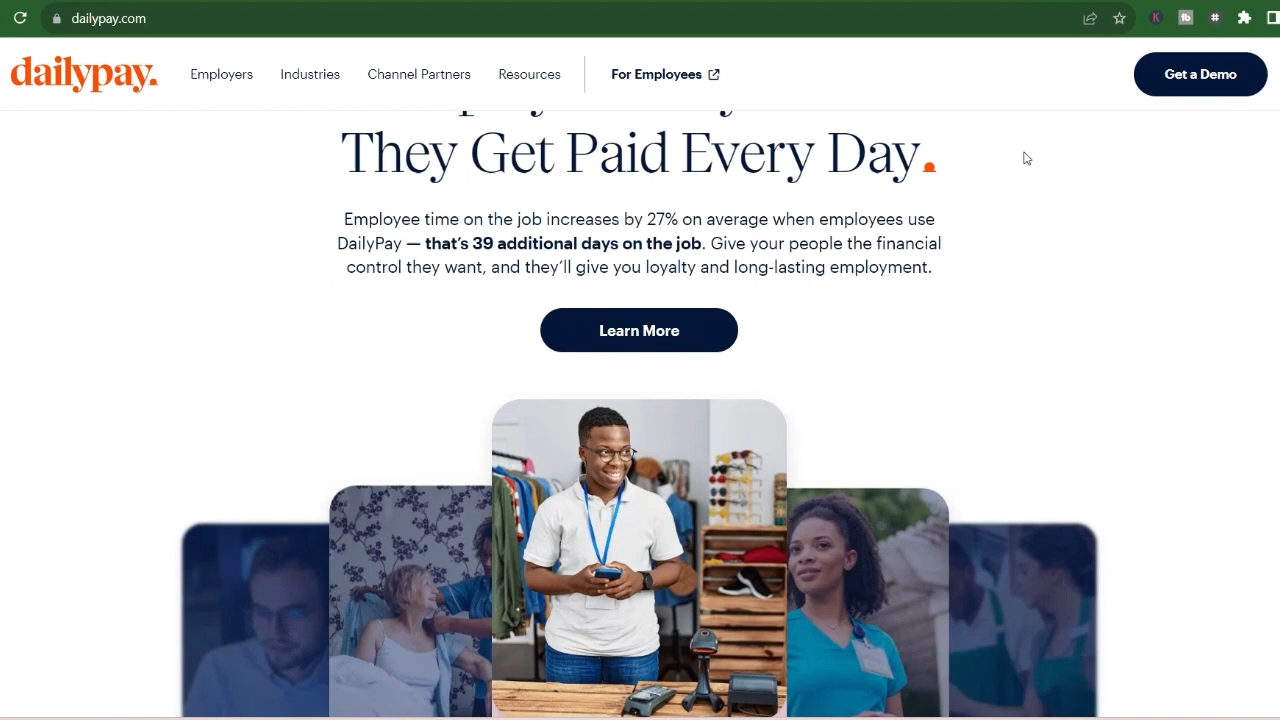 dailypay.com
dailypay.
Employers
Industries
Channel Partners
Resources
For Employees
Get a Demo
They Get Paid Every Day.
Employee time on the job increases by 27% on average when employees use
DailyPay — that's 39 additional days on the job. Give your people the financial
control they want, and they'll give you loyalty and long-lasting employment.
Learn More